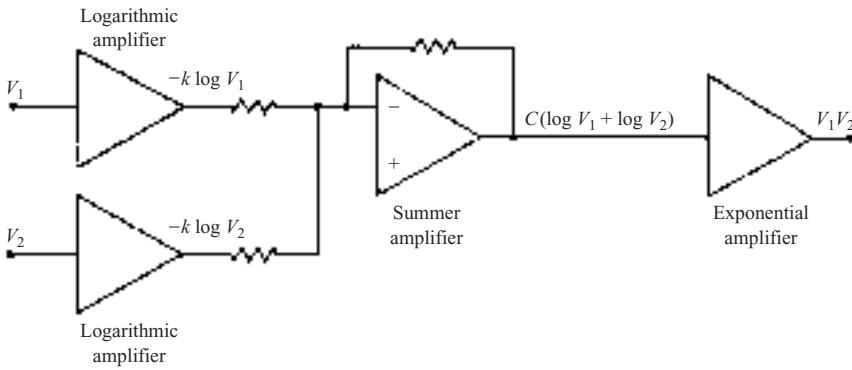 Logarithmic
amplifier
V₁
−k log V₁
−
+
C(log V₁ + log V₂)
V₁V₂
Summer
amplifier
Exponential
amplifier
V₂
−k log V₂
Logarithmic
amplifier